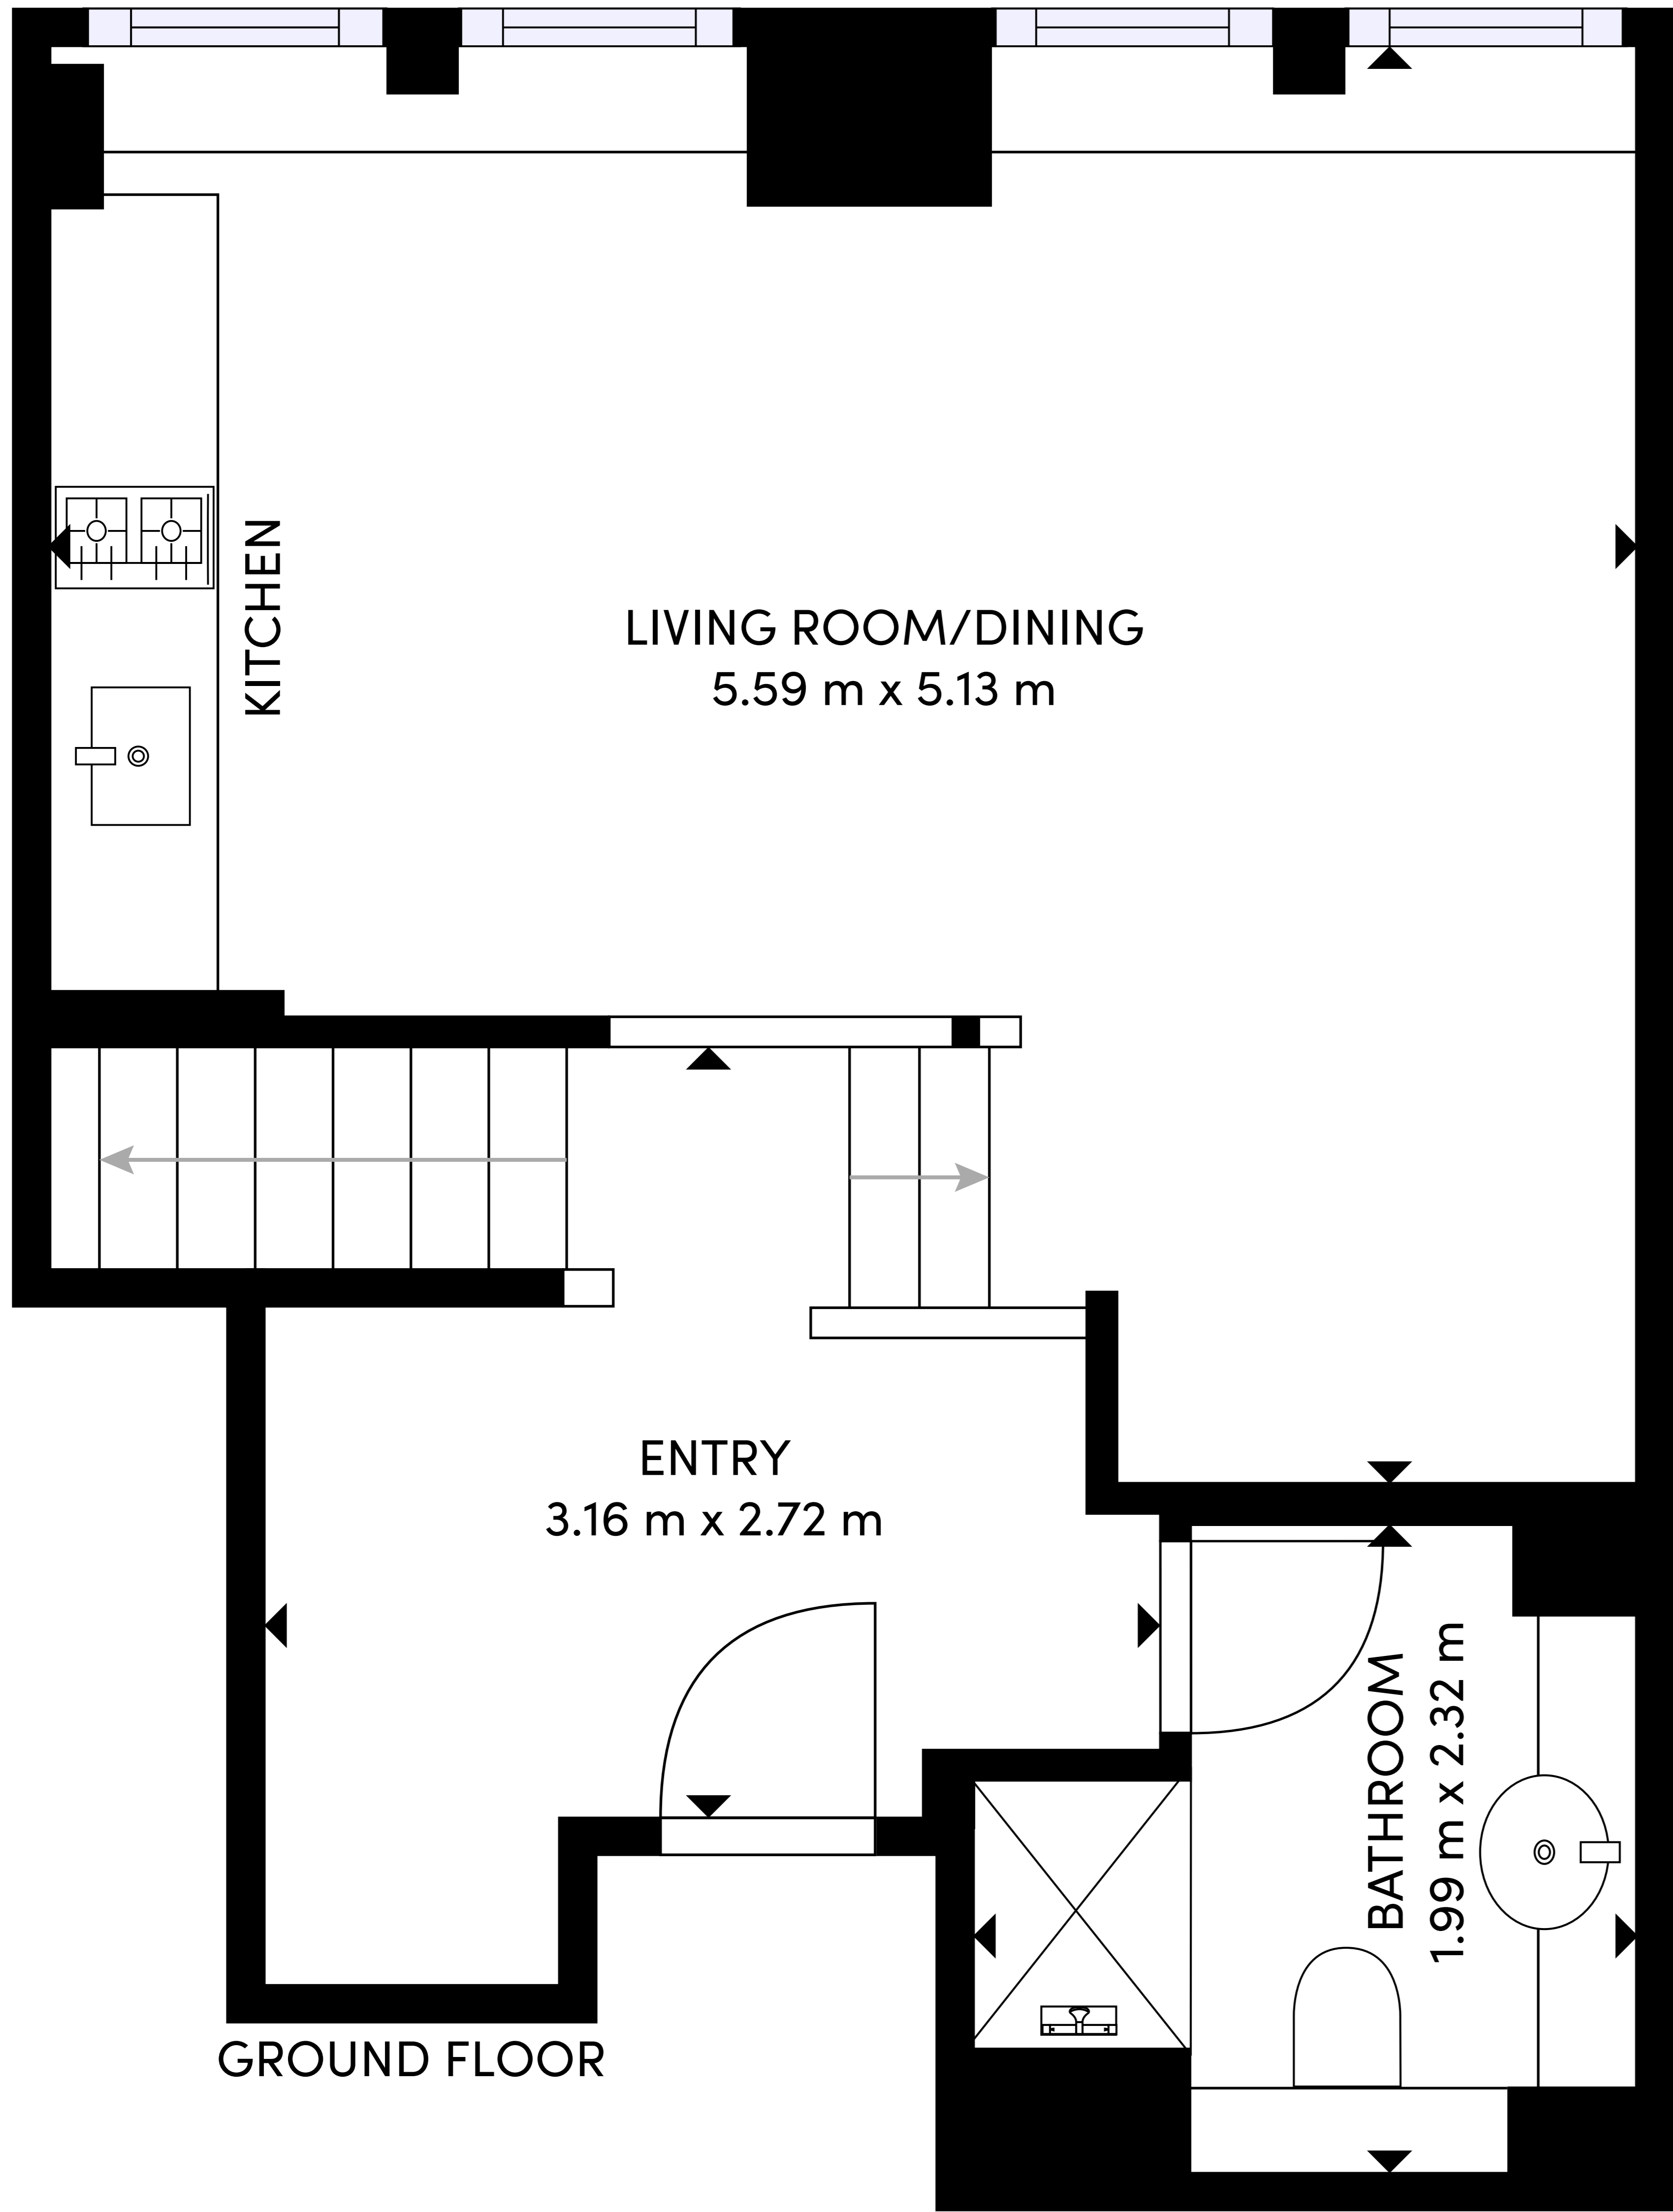 KITCHEN
LIVING ROOM/DINING
5.59 m x 5.13 m
ENTRY
3.16 m x 2.72 m
BATHROOM
1.99 m x 2.32 m
GROUND FLOOR